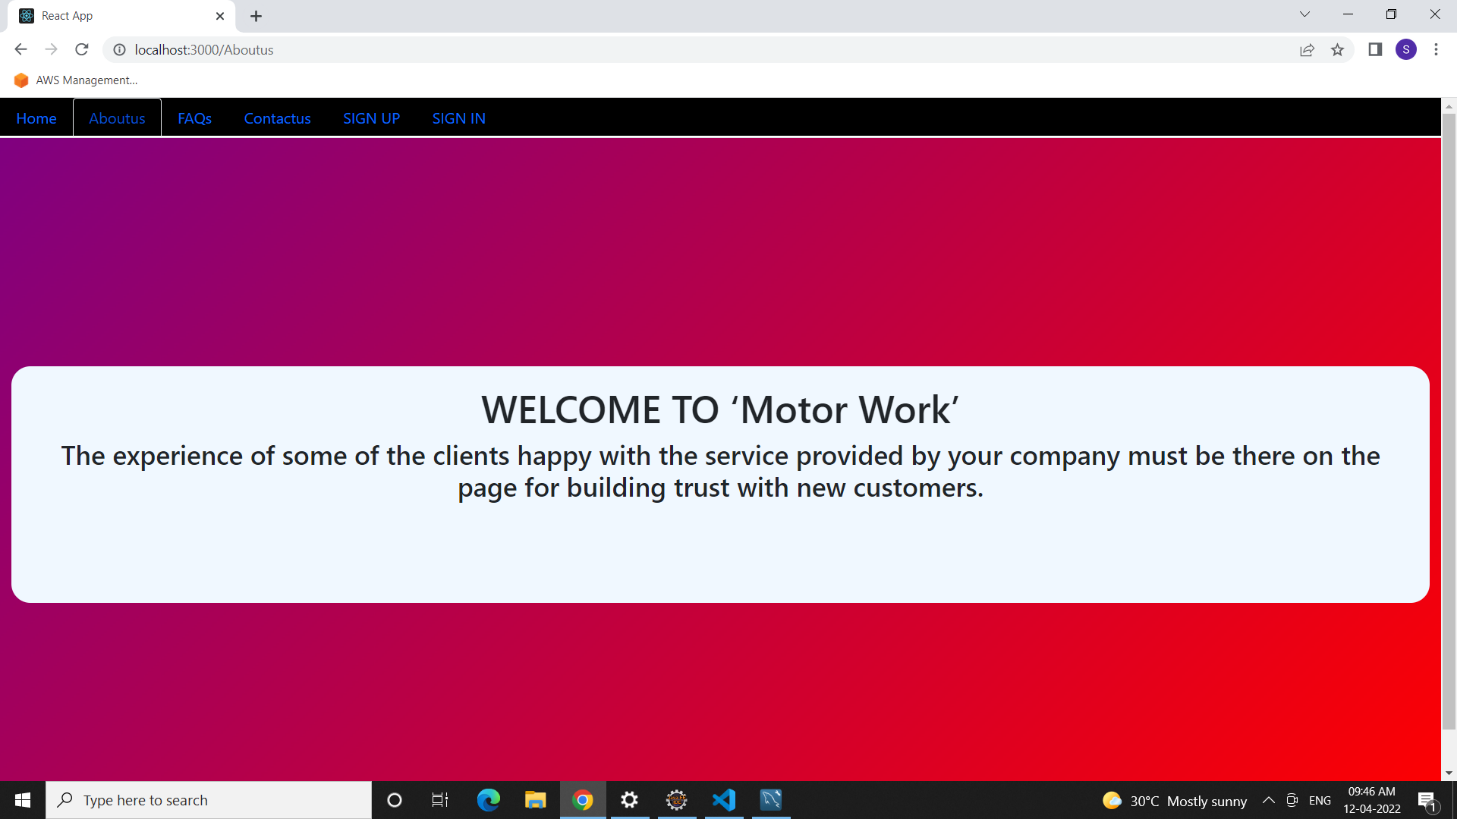 React App
localhost:3000/Aboutus
S
AWS Management...
Home Aboutus FAQs Contactus SIGN UP SIGN IN
WELCOME TO ‘Motor Work’
The experience of some of the clients happy with the service provided by your company must be there on the
page for building trust with new customers.
Type here to search
30°C Mostly sunny
ENG
09:46 AM
12-04-2022
1